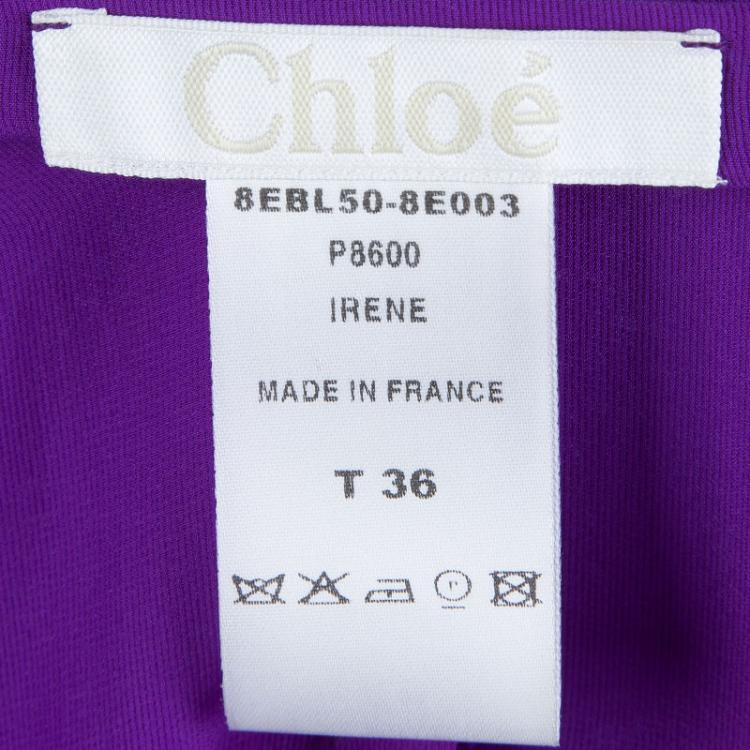 Chloé
8EBL50-8E003
P8600
IRENE
MADE IN FRANCE
T 36
P